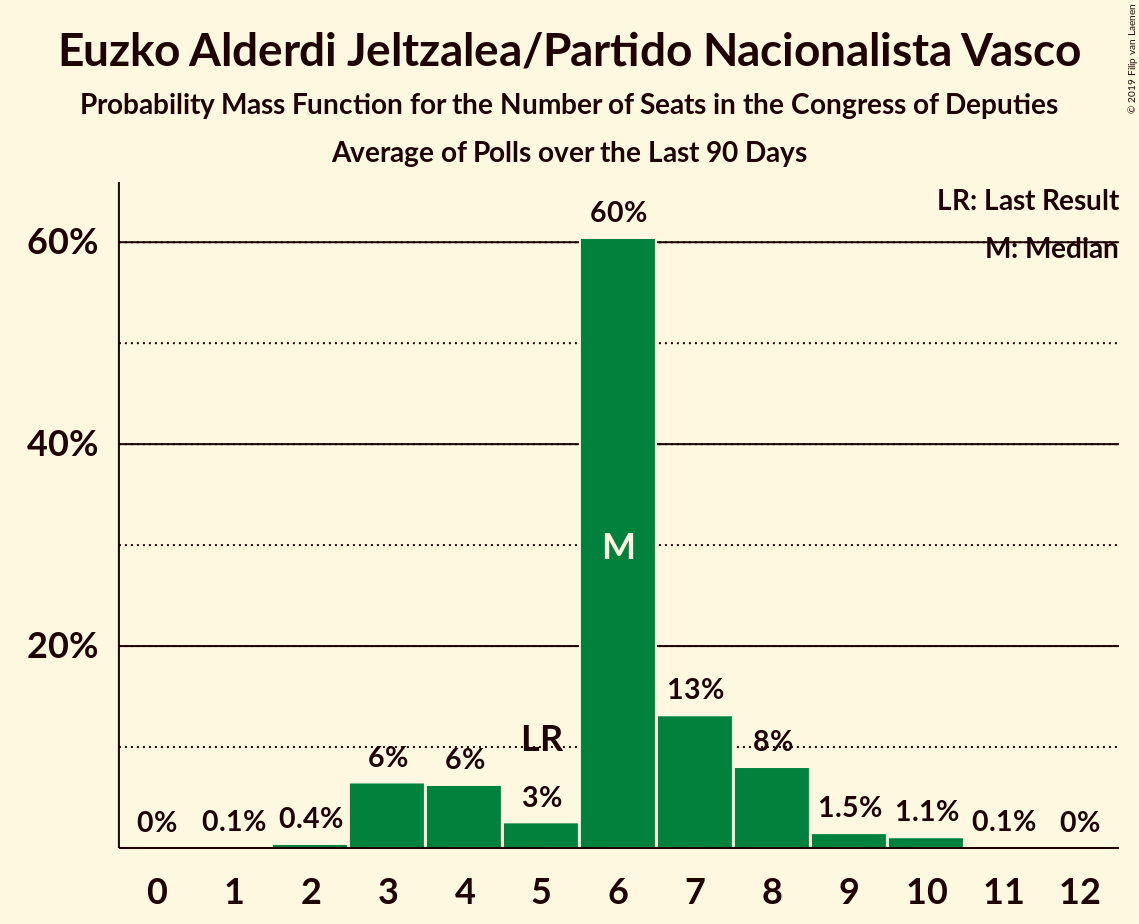 Euzko Alderdi Jeltzalea/Partido Nacionalista Vasco
Probability Mass Function for the Number of Seats in the Congress of Deputies
Average of Polls over the Last 90 Days
© 2019 Filip van Laenen
LR: Last Result
M: Median
60%
40%
20%
0%
0.1%
0.4%
6%
6%
LR
3%
60%
M
13%
8%
1.5%
1.1%
0.1%
0%
0 1 2 3 4 5 6 7 8 9 10 11 12